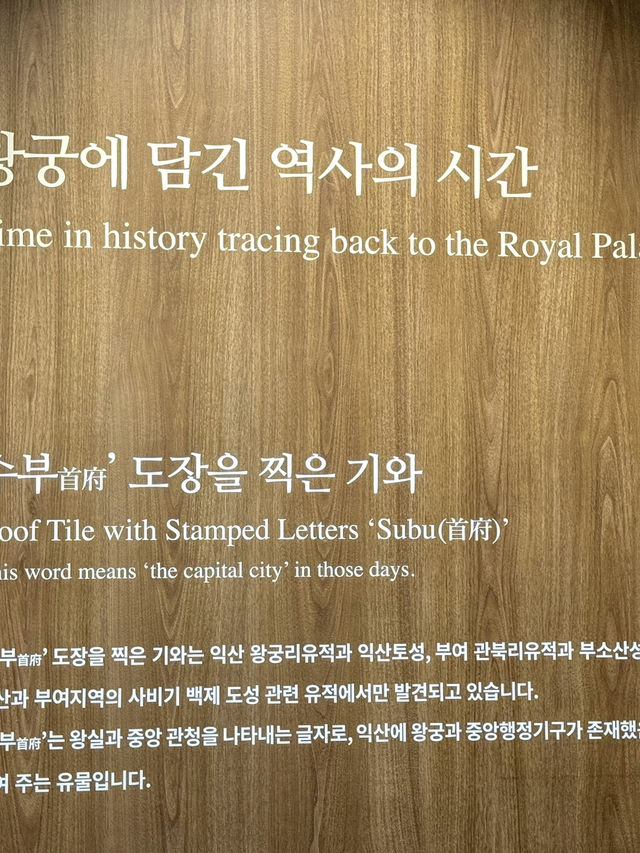 왕궁에 담긴 역사의 시간
ime in history tracing back to the Royal Pala
수부首府’ 도장을 찍은 기와
oof Tile with Stamped Letters ‘Subu(首府)’
his word means ‘the capital city’ in those days.
부首府’ 도장을 찍은 기와는 익산 왕궁리유적과 익산토성, 부여 관북리유적과 부소산성
산과 부여지역의 사비기 백제 도성 관련 유적에서만 발견되고 있습니다.
부首府’는 왕실과 중앙 관청을 나타내는 글자로, 익산에 왕궁과 중앙행정기구가 존재했
여 주는 유물입니다.